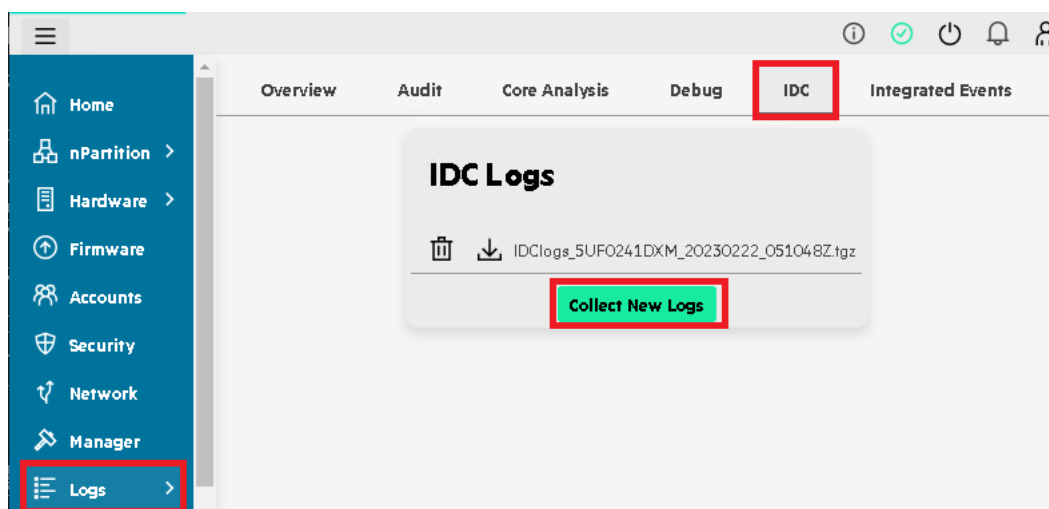 Overview Audit Core Analysis Debug IDC Integrated Events
Home
nPartition
Hardware
Firmware
Accounts
Security
Network
Manager
Logs
IDC Logs
IDClogs_5UF0241DXM_20230222_051048Z.tgz
Collect New Logs